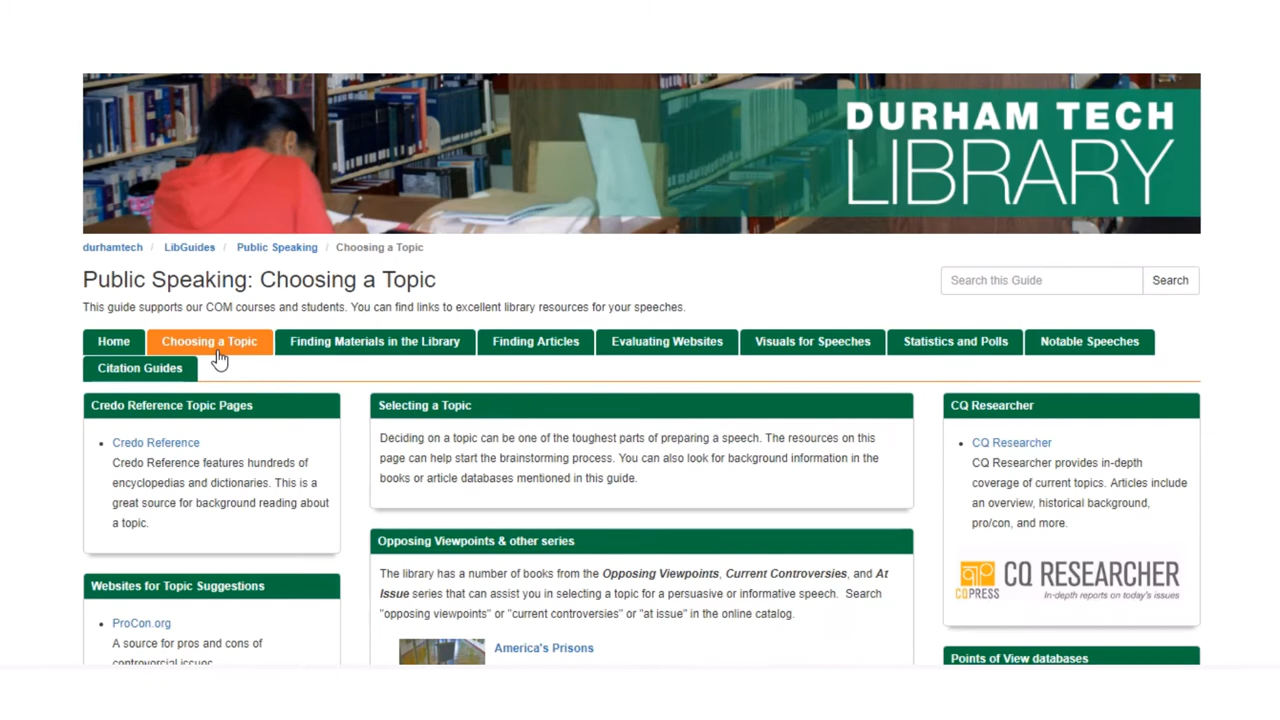 DURHAM TECH
LIBRARY
durhamtech / LibGuides / Public Speaking / Choosing a Topic
Public Speaking: Choosing a Topic
Search this Guide
Search
This guide supports our COM courses and students. You can find links to excellent library resources for your speeches.
Home
Choosing a Topic
Finding Materials in the Library
Finding Articles
Evaluating Websites
Visuals for Speeches
Statistics and Polls
Notable Speeches
Citation Guides
Credo Reference Topic Pages
• Credo Reference
Credo Reference features hundreds of
encyclopedias and dictionaries. This is a
great source for background reading about
a topic.
Websites for Topic Suggestions
• ProCon.org
A source for pros and cons of
controversial issues.
Selecting a Topic
Deciding on a topic can be one of the toughest parts of preparing a speech. The resources on this
page can help start the brainstorming process. You can also look for background information in the
books or article databases mentioned in this guide.
Opposing Viewpoints & other series
The library has a number of books from the Opposing Viewpoints, Current Controversies, and At
Issue series that can assist you in selecting a topic for a persuasive or informative speech. Search
"opposing viewpoints" or "current controversies" or "at issue" in the online catalog.
America's Prisons
CQ Researcher
• CQ Researcher
CQ Researcher provides in-depth
coverage of current topics. Articles include
an overview, historical background,
pro/con, and more.
CQ PRESS
CQ RESEARCHER
In-depth reports on today's issues
Points of View databases